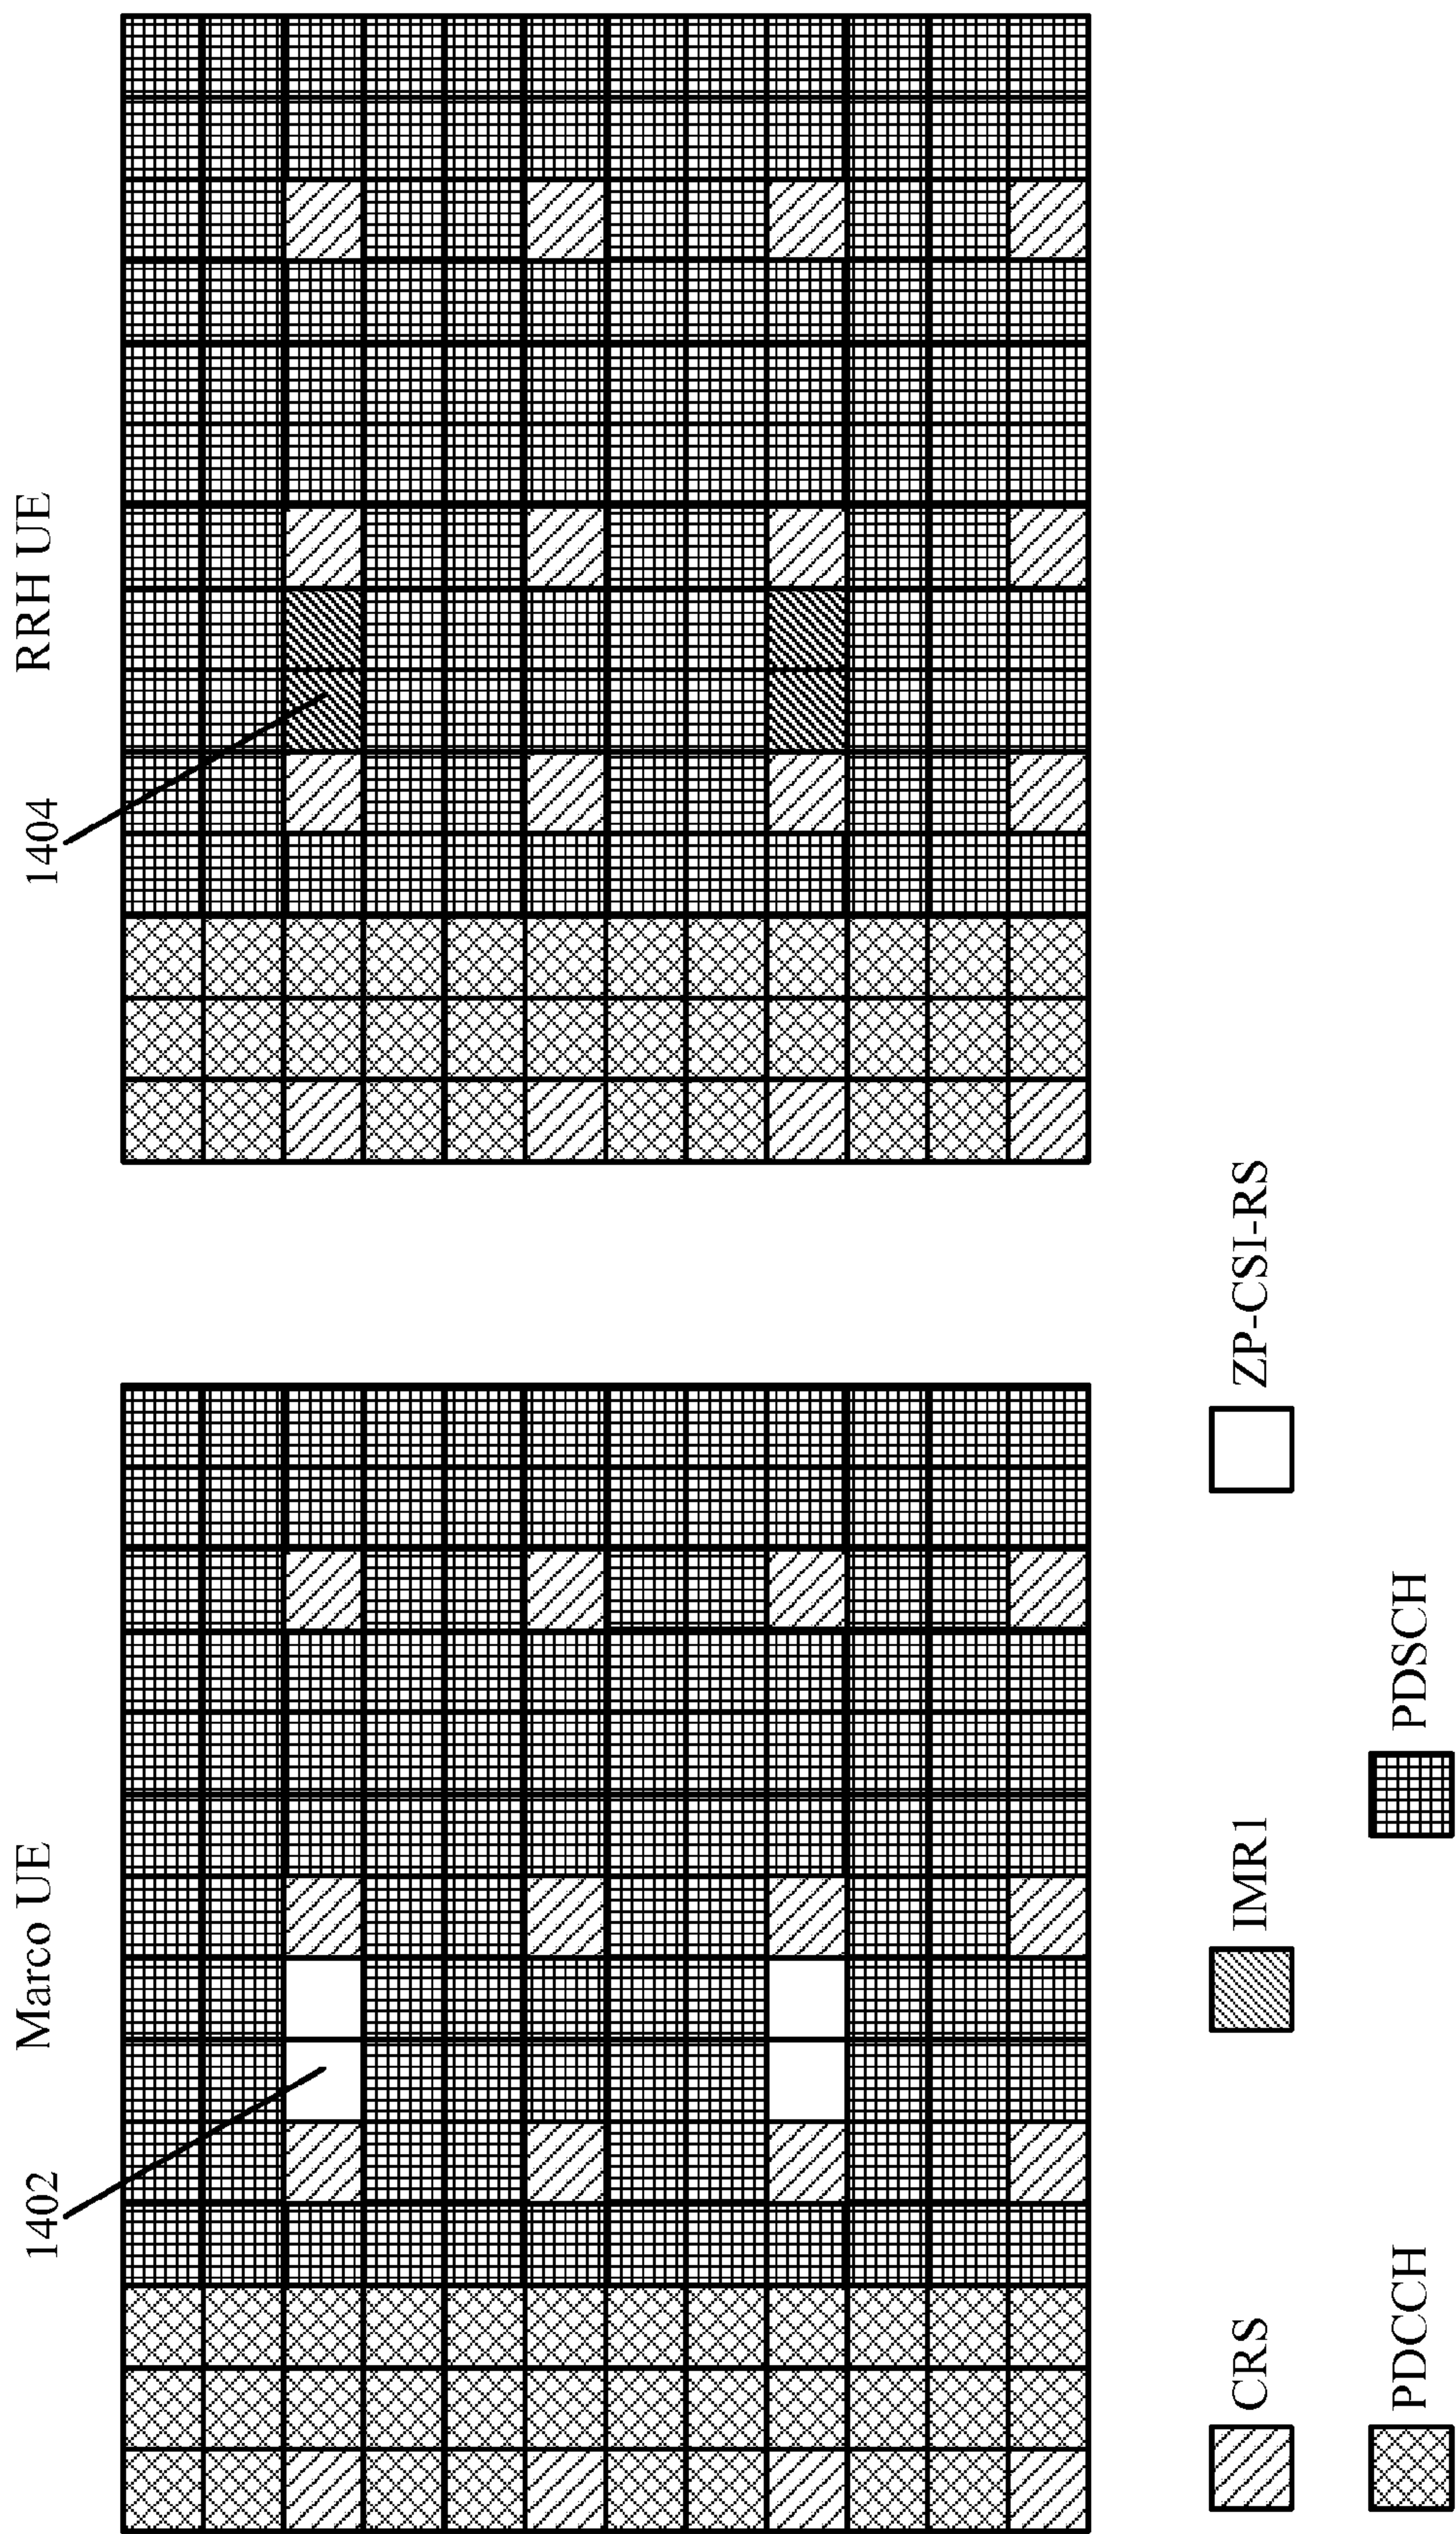 Marco UE
RRH UE
1402
1404
CRS
IMR1
ZP-CSI-RS
PDCCH
PDSCH